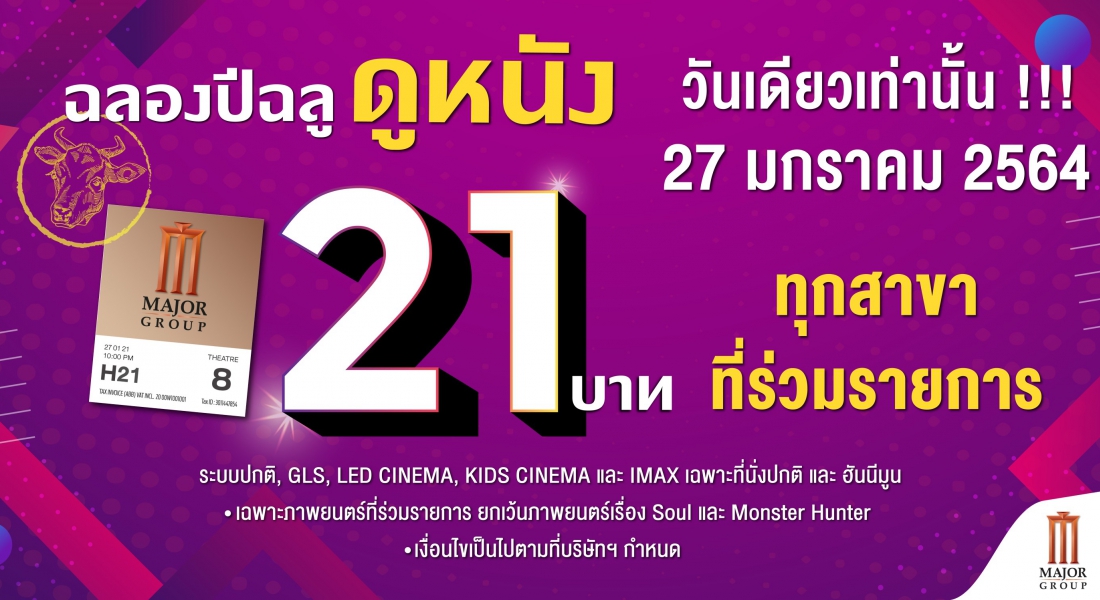 ฉลองปีฉลู ดูหนัง
21 บาท
วันเดียวเท่านั้น !!!
27 มกราคม 2564
ทุกสาขา
ที่ร่วมรายการ
MAJOR
GROUP
27 01 21
10:00 PM
H21
THEATRE
8
TAX INVOICE (ABB) VAT INCL.
ระบบปกติ, GLS, LED CINEMA, KIDS CINEMA และ IMAX เฉพาะที่นั่งปกติ และ ฮันนีมูน
•เฉพาะภาพยนตร์ที่ร่วมรายการ ยกเว้นภาพยนตร์เรื่อง Soul และ Monster Hunter
•เงื่อนไขเป็นไปตามที่บริษัทฯ กำหนด
MAJOR
GROUP